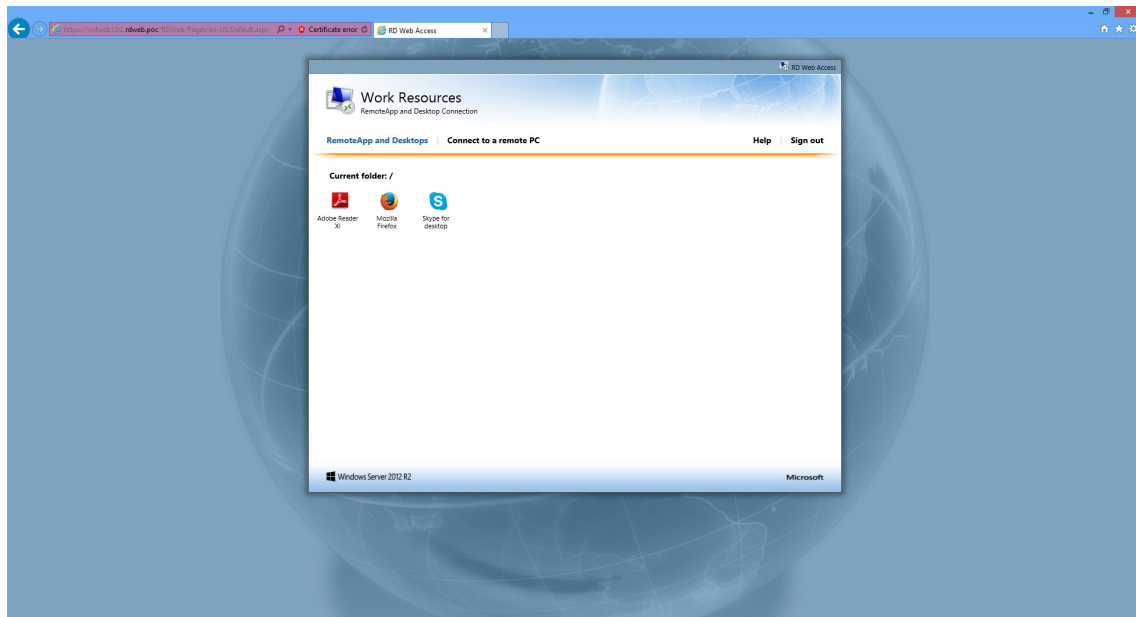 https://vrdweb12r2.rdweb.poc/RDWeb/Pages/en-US/Default.aspx Certificate error RD Web Access
RD Web Access
Work Resources
RemoteApp and Desktop Connection
RemoteApp and Desktops Connect to a remote PC Help Sign out
Current folder: /
Adobe Reader XI
Mozilla Firefox
Skype for desktop
Windows Server 2012 R2 Microsoft